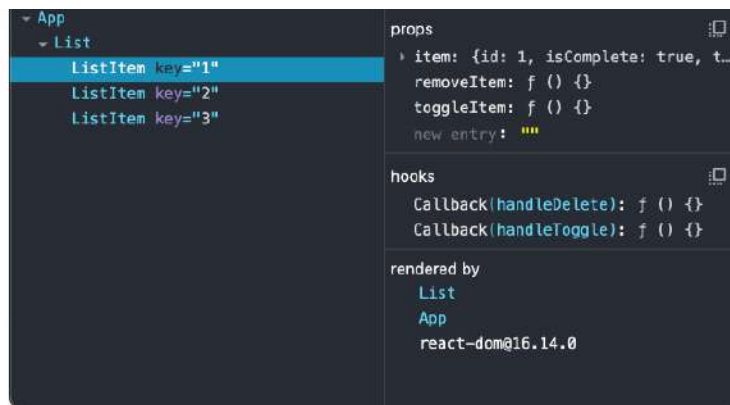 App
List
ListItem key="1"
ListItem key="2"
ListItem key="3"
props
item: {id: 1, isComplete: true, t…
removeItem: ƒ () {}
toggleItem: ƒ () {}
new entry: ""
hooks
Callback(handleDelete): ƒ () {}
Callback(handleToggle): ƒ () {}
rendered by
List
App
react-dom@16.14.0